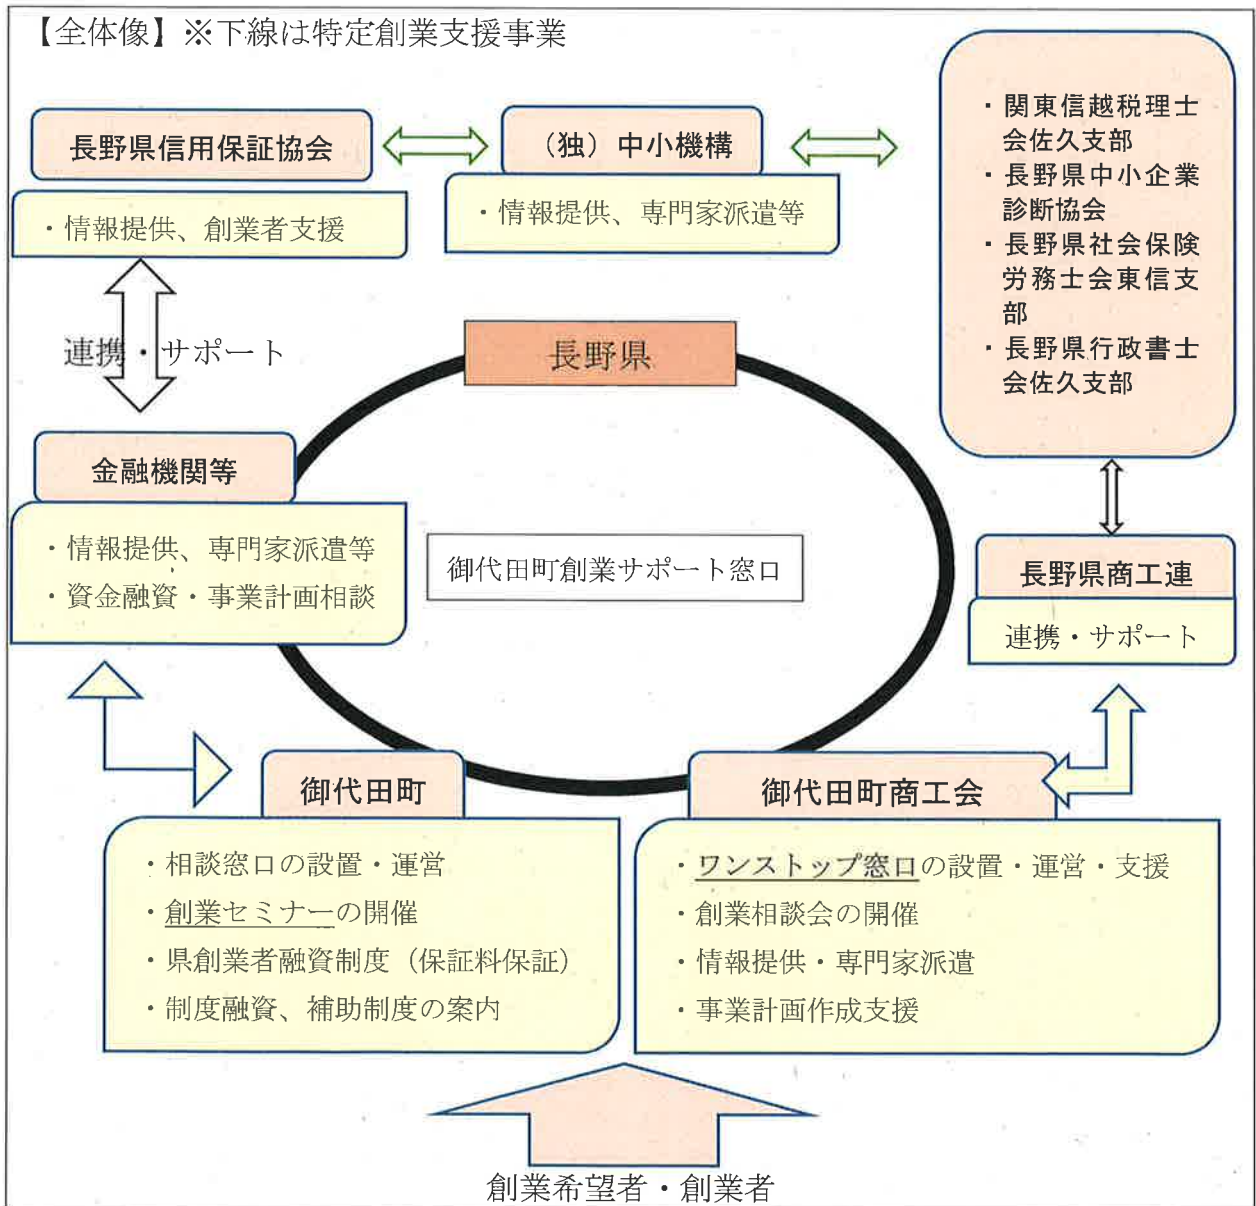 【全体像】※下線は特定創業支援事業
長野県信用保証協会
・情報提供、創業者支援
（独）中小機構
・情報提供、専門家派遣等
・関東信越税理士
会佐久支部
・長野県中小企業
診断協会
・長野県社会保険
労務士会東信支
部
・長野県行政書士
会佐久支部
連携・サポート
長野県
金融機関等
・情報提供、専門家派遣等
・資金融資・事業計画相談
御代田町創業サポート窓口
長野県商工連
連携・サポート
御代田町
・相談窓口の設置・運営
・創業セミナーの開催
・県創業者融資制度（保証料保証）
・制度融資、補助制度の案内
御代田町商工会
・ワンストップ窓口の設置・運営・支援
・創業相談会の開催
・情報提供・専門家派遣
・事業計画作成支援
創業希望者・創業者